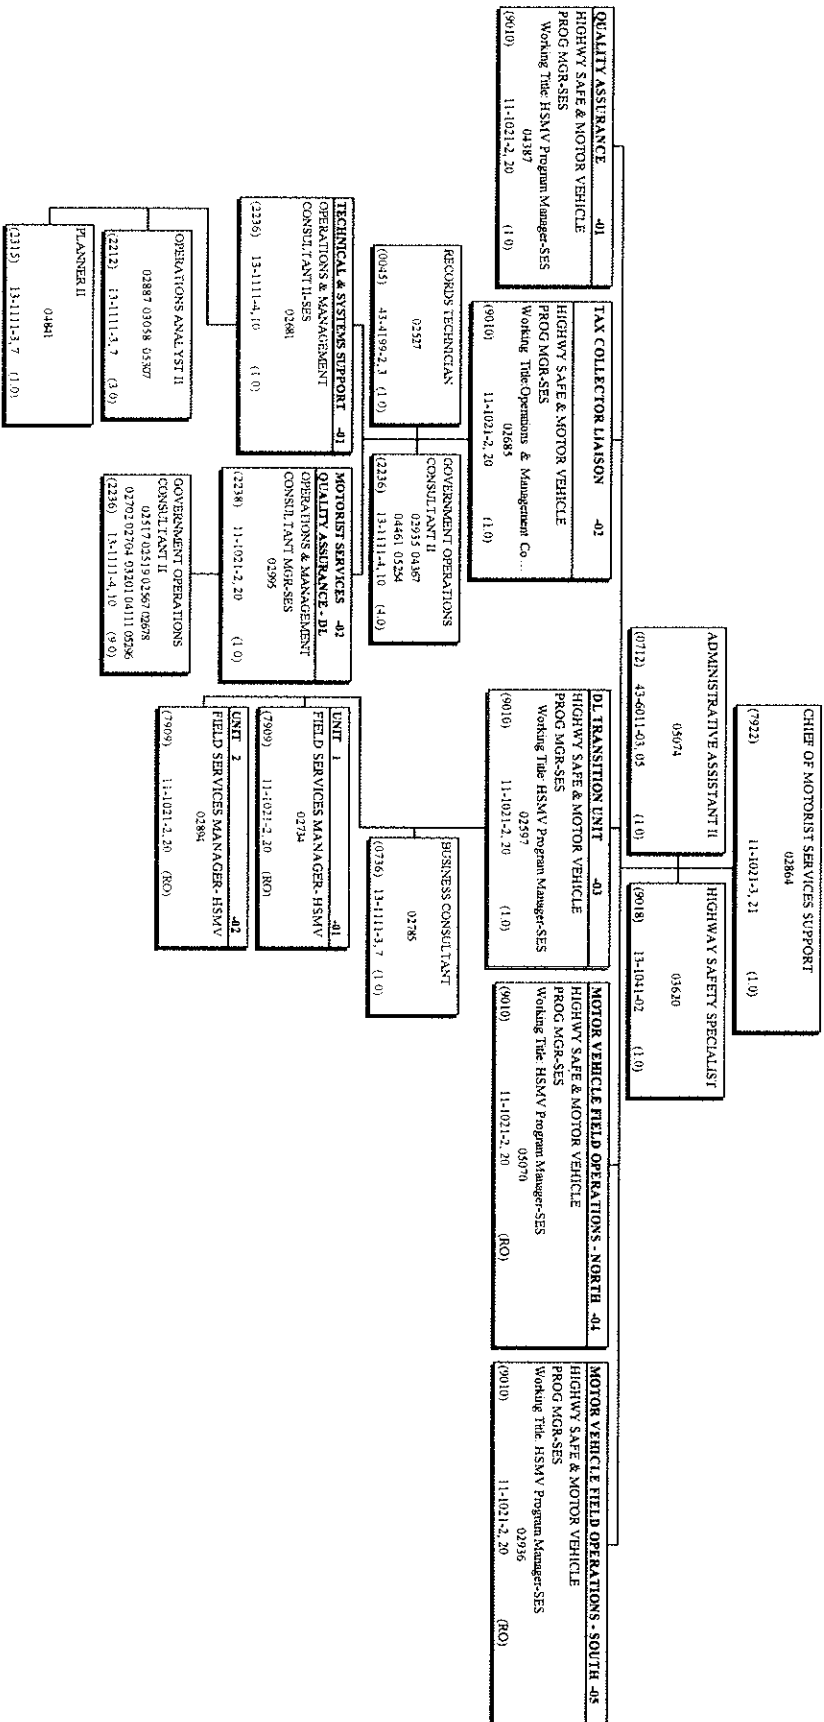 CHIEF OF MOTORIST SERVICES SUPPORT
02864
(7922) 11-1021-3, 21 (1.0)
ADMINISTRATIVE ASSISTANT II
05074
(0712) 43-6011-03, 05 (1.0)
HIGHWAY SAFETY SPECIALIST
03620
(9018) 13-1041-02 (1.0)
QUALITY ASSURANCE -01
HIGHWY SAFE & MOTOR VEHICLE
PROG MGR-SES
Working Title: HSMV Program Manager-SES
04387
(9010) 11-1021-2, 20 (1.0)
TAX COLLECTOR LIAISON -02
HIGHWY SAFE & MOTOR VEHICLE
PROG MGR-SES
Working Title:Operations & Management Co ...
02685
(9010) 11-1021-2, 20 (1.0)
DL TRANSITION UNIT -03
HIGHWY SAFE & MOTOR VEHICLE
PROG MGR-SES
Working Title: HSMV Program Manager-SES
02597
(9010) 11-1021-2, 20 (1.0)
MOTOR VEHICLE FIELD OPERATIONS - NORTH -04
HIGHWY SAFE & MOTOR VEHICLE
PROG MGR-SES
Working Title: HSMV Program Manager-SES
05070
(9010) 11-1021-2, 20 (RO)
MOTOR VEHICLE FIELD OPERATIONS - SOUTH -05
HIGHWY SAFE & MOTOR VEHICLE
PROG MGR-SES
Working Title: HSMV Program Manager-SES
02936
(9010) 11-1021-2, 20 (RO)
RECORDS TECHNICIAN
02527
(0045) 43-4199-2, 3 (1.0)
GOVERNMENT OPERATIONS
CONSULTANT II
02935 04367
04461 05254
(2236) 13-1111-4, 10 (4.0)
BUSINESS CONSULTANT
02785
(0736) 13-1111-3, 7 (1.0)
TECHNICAL & SYSTEMS SUPPORT -01
OPERATIONS & MANAGEMENT
CONSULTANT II-SES
02681
(2236) 13-1111-4, 10 (1.0)
MOTORIST SERVICES -02
QUALITY ASSURANCE - DL
OPERATIONS & MANAGEMENT
CONSULTANT MGR-SES
02995
(2238) 11-1021-2, 20 (1.0)
UNIT 1 -01
FIELD SERVICES MANAGER- HSMV
02734
(7909) 11-1021-2, 20 (RO)
UNIT 2 -02
FIELD SERVICES MANAGER- HSMV
02894
(7909) 11-1021-2, 20 (RO)
OPERATIONS ANALYST II
02887 03058 05307
(2212) 13-1111-3, 7 (3.0)
GOVERNMENT OPERATIONS
CONSULTANT II
02517 02519 02567 02678
02702 02704 03201 04111 05296
(2236) 13-1111-4, 10 (9.0)
PLANNER II
04841
(2315) 13-1111-3, 7 (1.0)